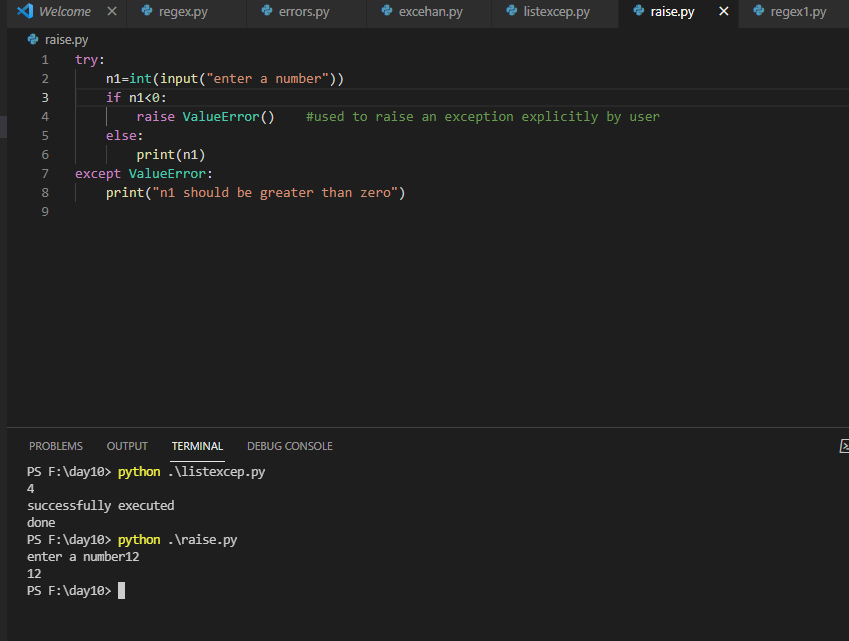 Welcome regex.py errors.py excehan.py listexcep.py raise.py regex1.py
raise.py
1 try:
2 n1=int(input("enter a number"))
3 if n1<0:
4 raise ValueError() #used to raise an exception explicitly by user
5 else:
6 print(n1)
7 except ValueError:
8 print("n1 should be greater than zero")
9
PROBLEMS OUTPUT TERMINAL DEBUG CONSOLE
PS F:\day10> python .\listexcep.py
4
successfully executed
done
PS F:\day10> python .\raise.py
enter a number12
12
PS F:\day10>